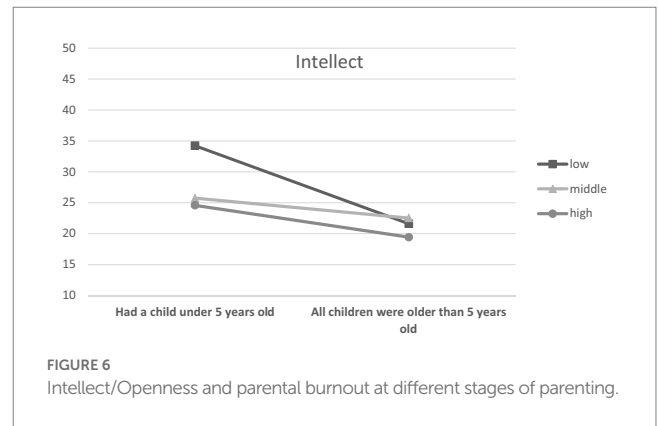 Intellect
50
45
40
35
30
25
20
15
10
low
middle
high
Had a child under 5 years old
All children were older than 5 years
old
FIGURE 6
Intellect/Openness and parental burnout at different stages of parenting.